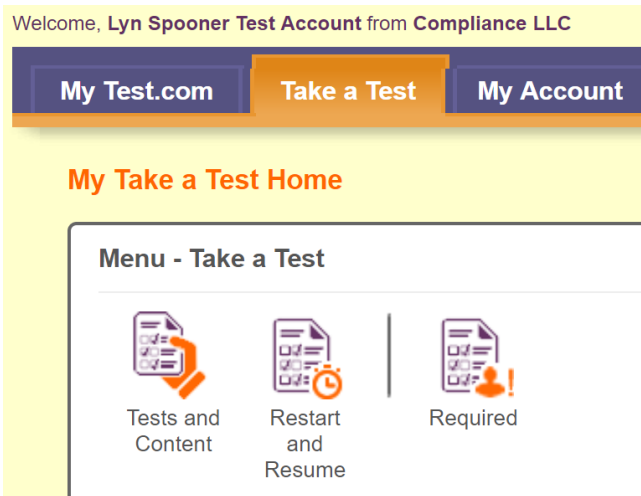 Welcome, Lyn Spooner Test Account from Compliance LLC
My Test.com
Take a Test
My Account
My Take a Test Home
Menu - Take a Test
Tests and
Content
Restart
and
Resume
Required